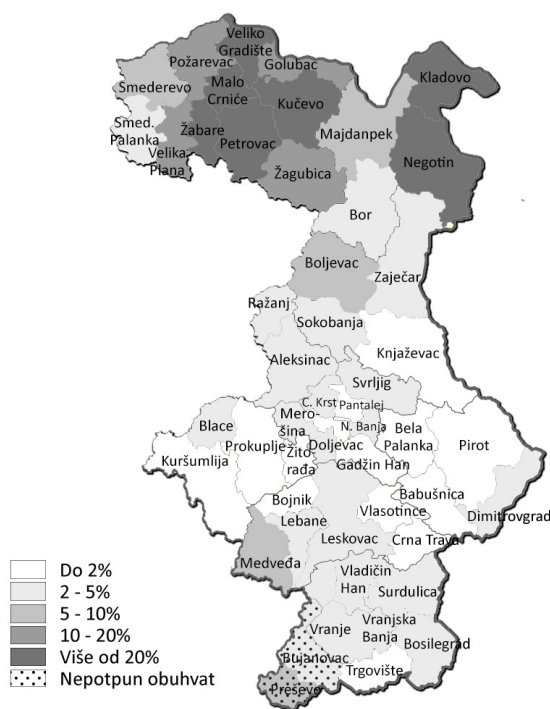 Veliko
Gradište
Požarevac
Golubac
Kladovo
Smederevo
Malo
Crniće
Kučevo
Smed.
Palanka
Žabare
Majdanpek
Petrovac
Velika
Plana
Negotin
Žagubica
Bor
Boljevac
Zaječar
Ražanj
Sokobanja
Knjaževac
Aleksinac
Svrljig
C. Krst
Pantalej
Blace
Mero-
šina
N. Banja
Bela
Palanka
Pirot
Prokuplje
Doljevac
Kuršumlija
Žito
rađa
Gadžin Han
Babušnica
Bojnik
Vlasotince
Dimitrovgrad
Lebane
Leskovac
Crna Trava
Medveđa
Vladičin
Han
Surdulica
Vranje
Vranjska
Banja
Bosilegrad
Bujanovac
Trgovište
Preševo
Do 2%
2 - 5%
5 - 10%
10 - 20%
Više od 20%
Nepotpun obuhvat